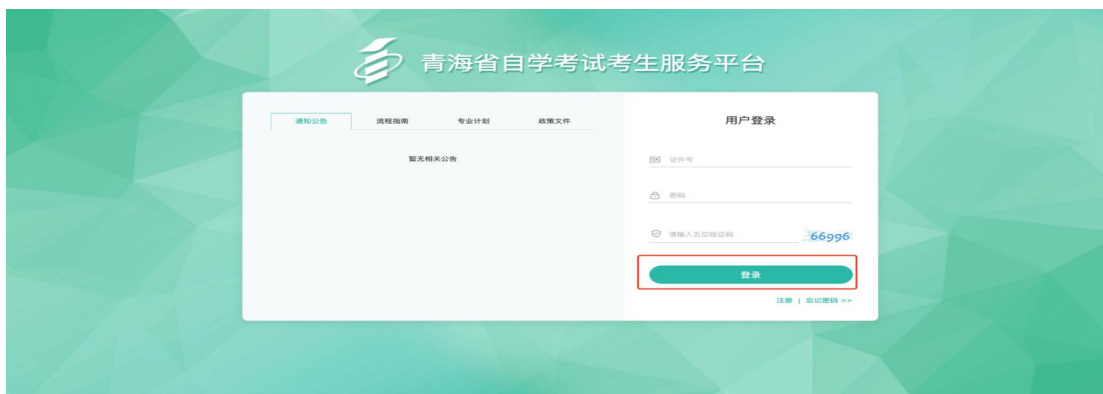 青海省自学考试考生服务平台
通知公告 流程指南 专业计划 政策文件
暂无相关公告
用户登录
证件号
密码
请输入五位验证码 66996
登录
注册 | 忘记密码 >>